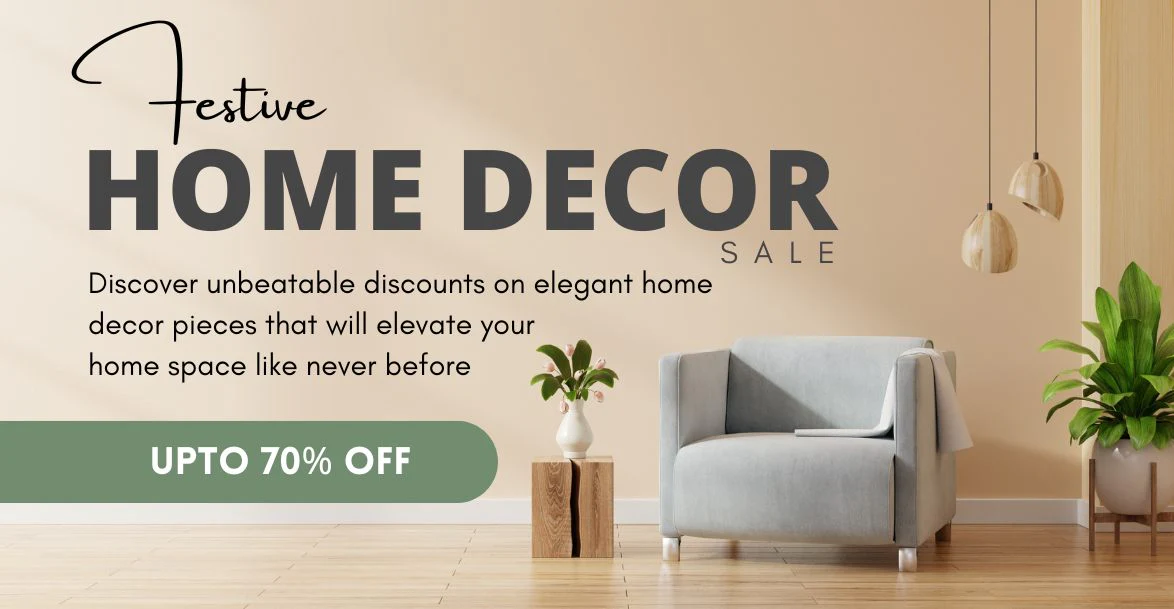 Festive
HOME DECOR
SALE
Discover unbeatable discounts on elegant home
decor pieces that will elevate your
home space like never before
UPTO 70% OFF